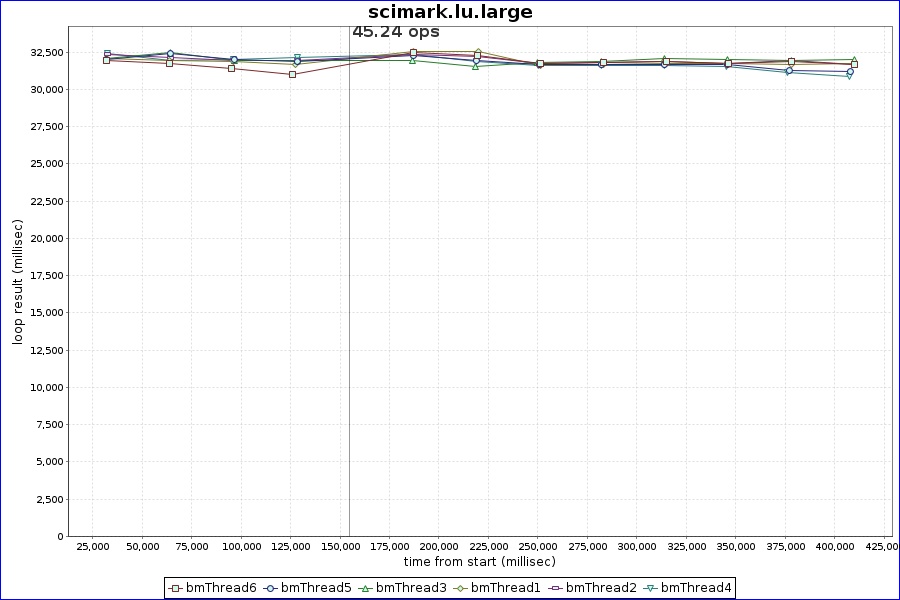 scimark.lu.large
45.24 ops
32,500
30,000
27,500
25,000
22,500
20,000
17,500
15,000
12,500
10,000
7,500
5,000
2,500
0
loop result (millisec)
25,000 50,000 75,000 100,000 125,000 150,000 175,000 200,000 225,000 250,000 275,000 300,000 325,000 350,000 375,000 400,000 425,0
time from start (millisec)
bmThread6 bmThread5 bmThread3 bmThread1 bmThread2 bmThread4